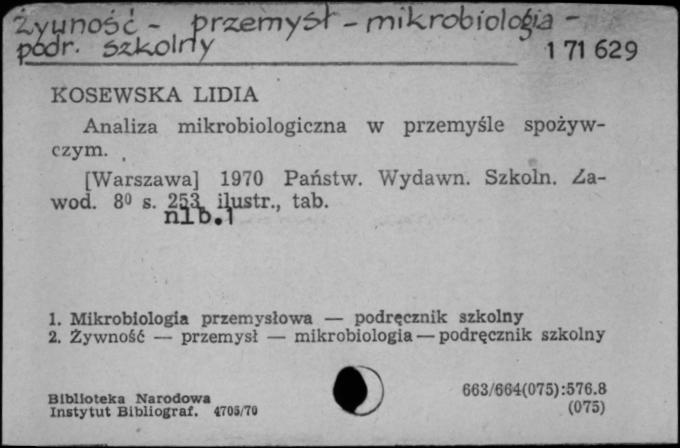 Żywność - przemysł - mikrobiologia -
podr. szkolny
1 71 629
KOSEWSKA LIDIA
Analiza mikrobiologiczna w przemyśle spożyw-
czym.
[Warszawa] 1970 Państw. Wydawn. Szkoln. Za-
wod. 8⁰ s. 253, ilustr., tab.
nlb.1
1. Mikrobiologia przemysłowa — podręcznik szkolny
2. Żywność — przemysł — mikrobiologia — podręcznik szkolny
Biblioteka Narodowa
Instytut Bibliograf. 4705/70
663/664(075):576.8
(075)